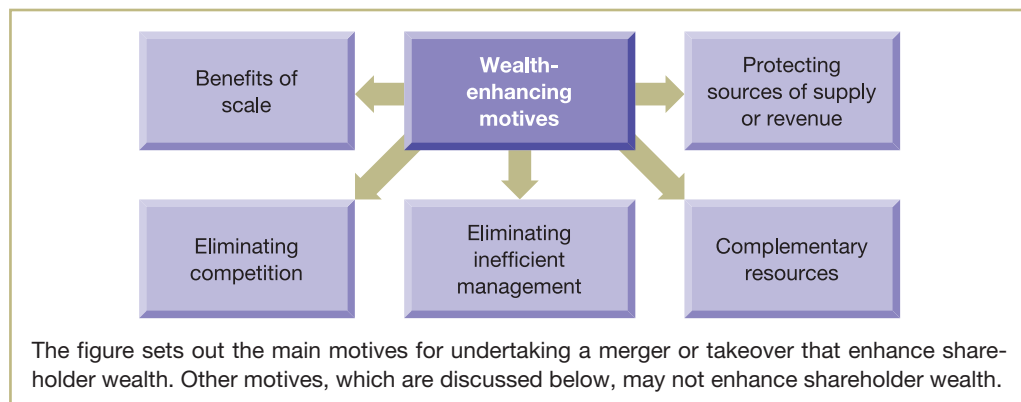 Benefits of
scale
Wealth-
enhancing
motives
Protecting
sources of supply
or revenue
Eliminating
competition
Eliminating
inefficient
management
Complementary
resources
The figure sets out the main motives for undertaking a merger or takeover that enhance share-
holder wealth. Other motives, which are discussed below, may not enhance shareholder wealth.